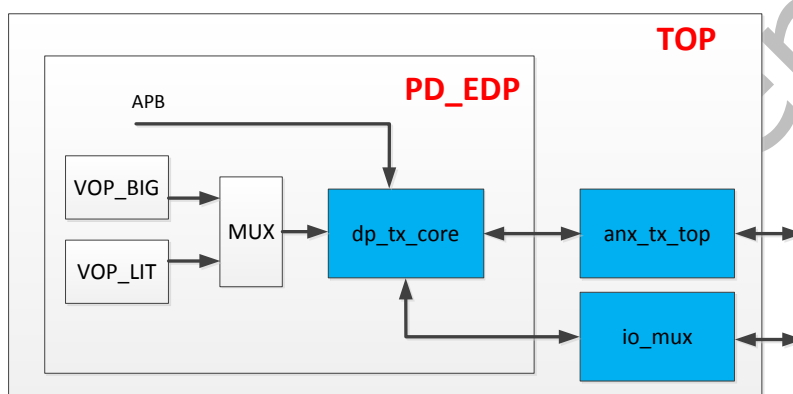 TOP
PD_EDP
APB
VOP_BIG
MUX
dp_tx_core
anx_tx_top
VOP_LIT
io_mux